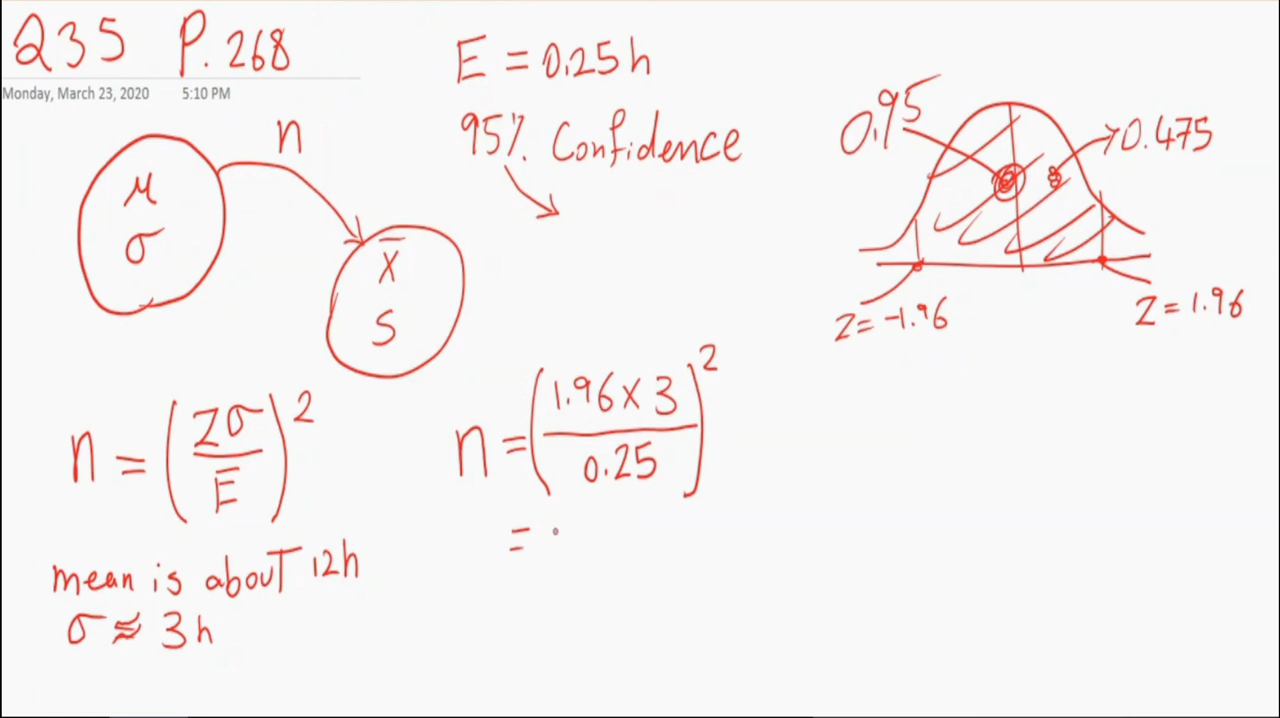 Q35 P. 268
Monday, March 23, 2020 5:10 PM
E = 0.25h
95% Confidence
n
μ
σ
X̄
S
0.95
0.475
Z = -1.96
Z = 1.96
n = (Zσ/E)²
n = (1.96 × 3/0.25)²
=
mean is about 12h
σ ≈ 3h